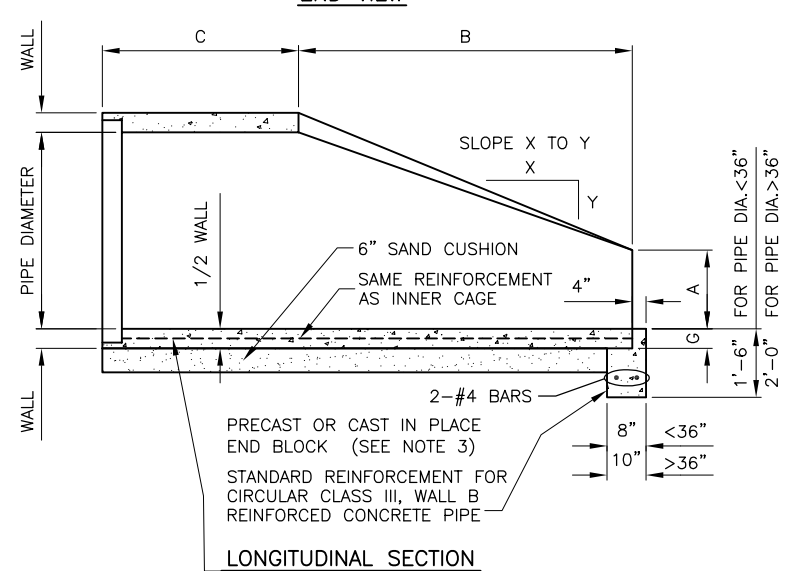 C
B
WALL
SLOPE X TO Y
X
Y
PIPE DIAMETER
1/2 WALL
6" SAND CUSHION
SAME REINFORCEMENT
AS INNER CAGE
4"
A
G
1'-6" FOR PIPE DIA.<36"
2'-0" FOR PIPE DIA.>36"
WALL
2-#4 BARS
PRECAST OR CAST IN PLACE
END BLOCK (SEE NOTE 3)
8" <36"
10" >36"
STANDARD REINFORCEMENT FOR
CIRCULAR CLASS III, WALL B
REINFORCED CONCRETE PIPE
LONGITUDINAL SECTION